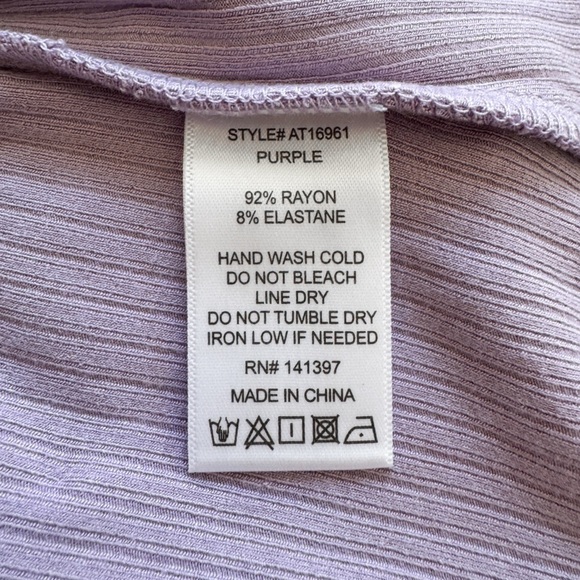 STYLE# AT16961
PURPLE
92% RAYON
8% ELASTANE
HAND WASH COLD
DO NOT BLEACH
LINE DRY
DO NOT TUMBLE DRY
IRON LOW IF NEEDED
RN# 141397
MADE IN CHINA